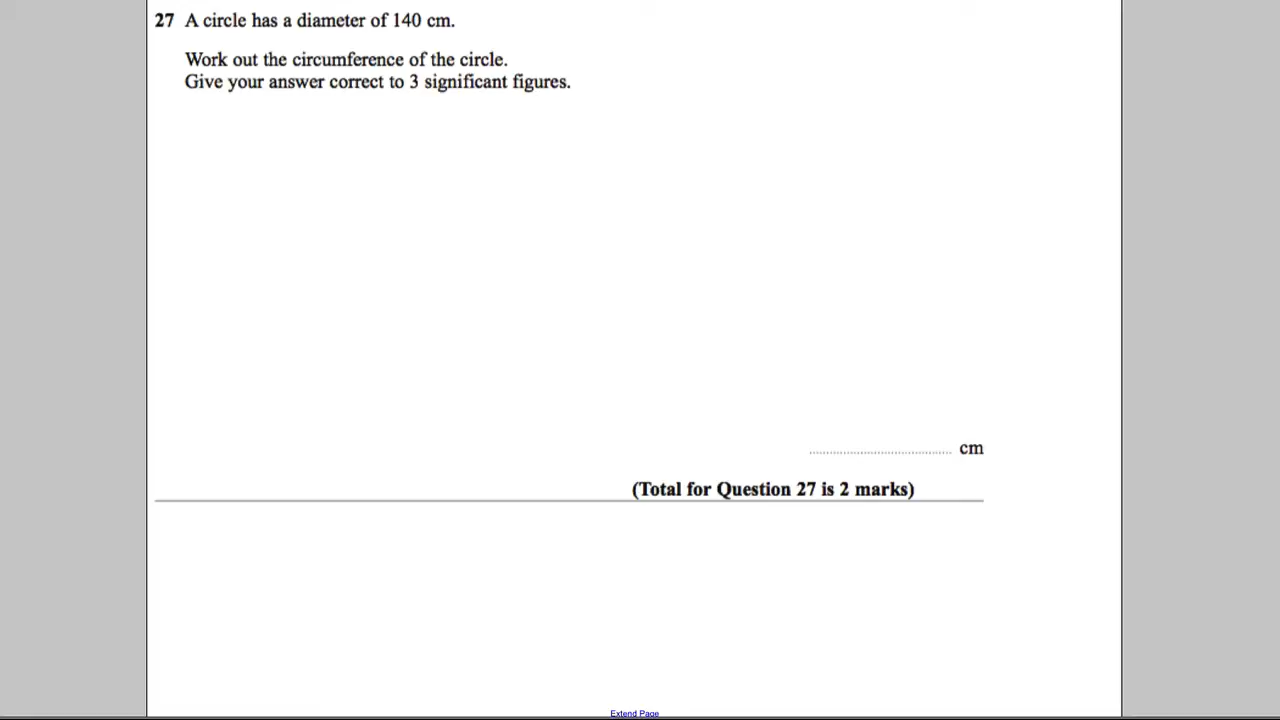 27 A circle has a diameter of 140 cm.
Work out the circumference of the circle.
Give your answer correct to 3 significant figures.
........................................ cm
(Total for Question 27 is 2 marks)
Extend Page